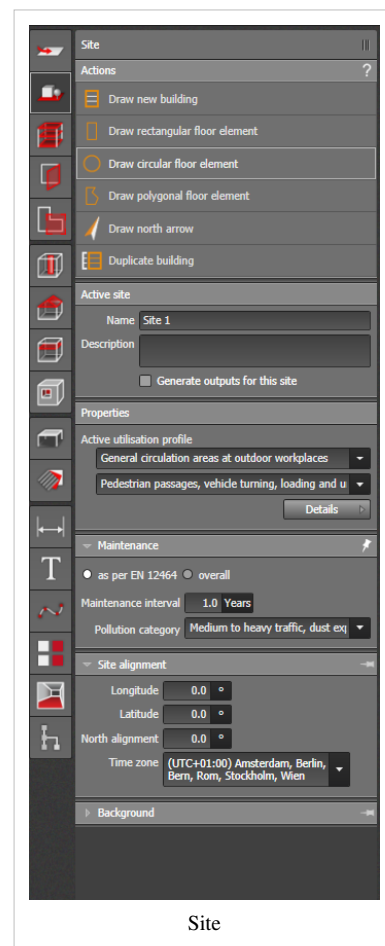 Site
Actions ?
Draw new building
Draw rectangular floor element
Draw circular floor element
Draw polygonal floor element
Draw north arrow
Duplicate building
Active site
Name Site 1
Description
Generate outputs for this site
Properties
Active utilisation profile
General circulation areas at outdoor workplaces
Pedestrian passages, vehicle turning, loading and u
Details
Maintenance
as per EN 12464 overall
Maintenance interval 1.0 Years
Pollution category Medium to heavy traffic, dust exp
Site alignment
Longitude 0.0 °
Latitude 0.0 °
North alignment 0.0 °
Time zone (UTC+01:00) Amsterdam, Berlin,
Bern, Rom, Stockholm, Wien
Background
T
Site